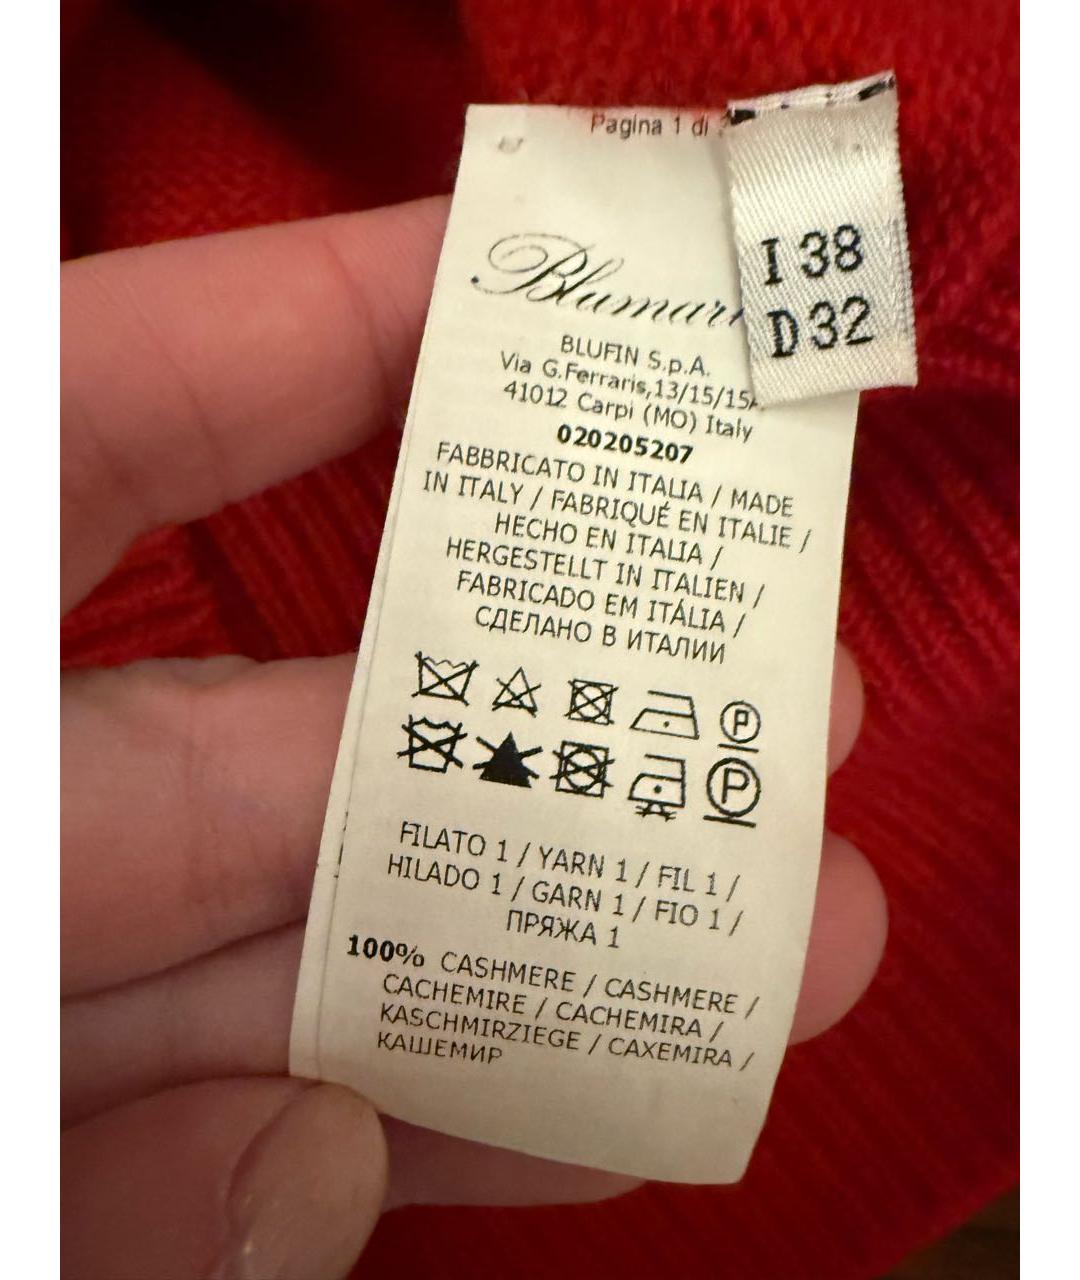 Pagina 1 di
I 38
D 32
BLUFIN S.p.A.
Via G.Ferraris,13/15/15A
41012 Carpi (MO) Italy
020205207
FABBRICATO IN ITALIA / MADE
IN ITALY / FABRIQUÉ EN ITALIE /
HECHO EN ITALIA /
HERGESTELLT IN ITALIEN /
FABRICADO EM ITÁLIA /
СДЕЛАНО В ИТАЛИИ
P
P
FILATO 1 / YARN 1 / FIL 1 /
HILADO 1 / GARN 1 / FIO 1 /
ПРЯЖА 1
100% CASHMERE / CASHMERE /
CACHEMIRE / CACHEMIRA /
KASCHMIRZIEGE / CAXEMIRA /
КАШЕМИР